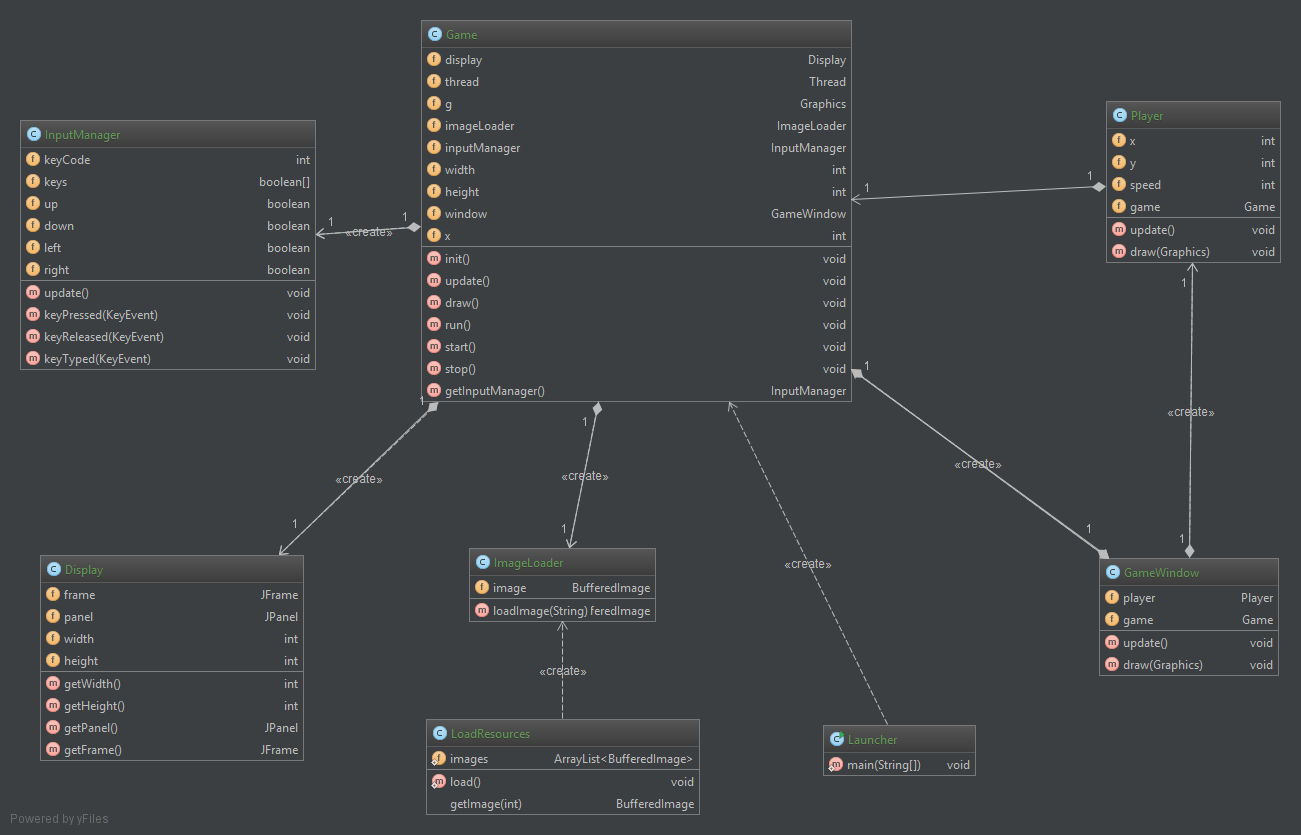 Game
display Display
thread Thread
g Graphics
imageLoader ImageLoader
inputManager InputManager
width int
height int
window GameWindow
x int
init() void
update() void
draw() void
run() void
start() void
stop() void
getInputManager() InputManager
InputManager
keyCode int
keys boolean[]
up boolean
down boolean
left boolean
right boolean
update() void
keyPressed(KeyEvent) void
keyReleased(KeyEvent) void
keyTyped(KeyEvent) void
Player
x int
y int
speed int
game Game
update() void
draw(Graphics) void
1
«create»
1
1
1
1
«create»
1
1
«create»
1
1
«create»
1
«create»
1
«create»
1
1
«create»
Display
frame JFrame
panel JPanel
width int
height int
getWidth() int
getHeight() int
getPanel() JPanel
getFrame() JFrame
ImageLoader
image BufferedImage
loadImage(String) feredImage
«create»
GameWindow
player Player
game Game
update() void
draw(Graphics) void
LoadResources
images ArrayList<BufferedImage>
load() void
getImage(int) BufferedImage
Launcher
main(String[]) void
Powered by yFiles